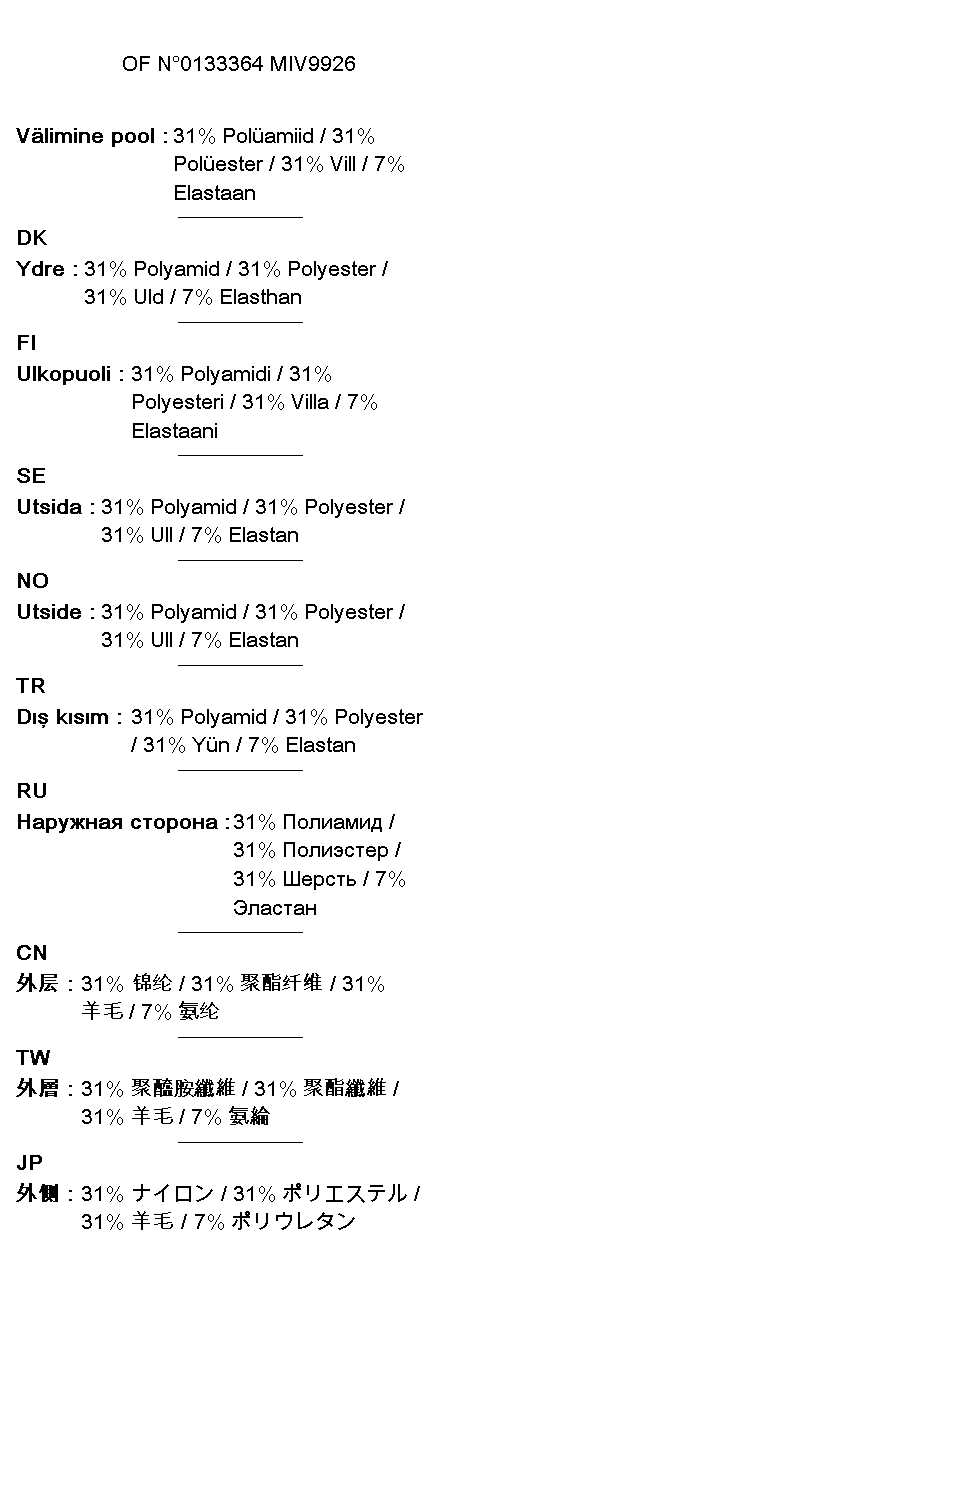 OF N°0133364 MIV9926
Välimine pool : 31% Polüamiid / 31%
Polüester / 31% Vill / 7%
Elastaan
DK
Ydre : 31% Polyamid / 31% Polyester /
31% Uld / 7% Elasthan
FI
Ulkopuoli : 31% Polyamidi / 31%
Polyesteri / 31% Villa / 7%
Elastaani
SE
Utsida : 31% Polyamid / 31% Polyester /
31% Ull / 7% Elastan
NO
Utside : 31% Polyamid / 31% Polyester /
31% Ull / 7% Elastan
TR
Dış kısım : 31% Polyamid / 31% Polyester
/ 31% Yün / 7% Elastan
RU
Наружная сторона : 31% Полиамид /
31% Полиэстер /
31% Шерсть / 7%
Эластан
CN
外层 : 31% 锦纶 / 31% 聚酯纤维 / 31%
羊毛 / 7% 氨纶
TW
外層 : 31% 聚醯胺纖維 / 31% 聚酯纖維 /
31% 羊毛 / 7% 氨綸
JP
外側 : 31% ナイロン / 31% ポリエステル /
31% 羊毛 / 7% ポリウレタン